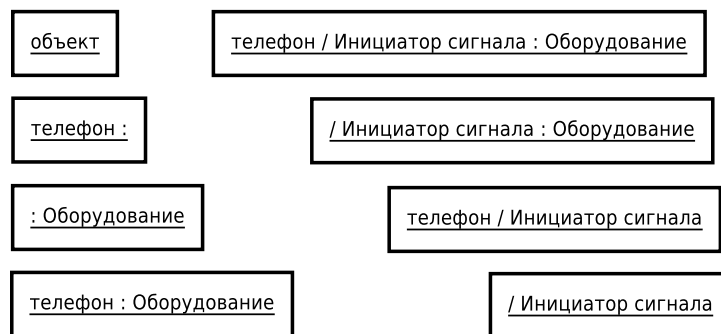 объект
телефон / Инициатор сигнала : Оборудование
телефон :
/ Инициатор сигнала : Оборудование
: Оборудование
телефон / Инициатор сигнала
телефон : Оборудование
/ Инициатор сигнала